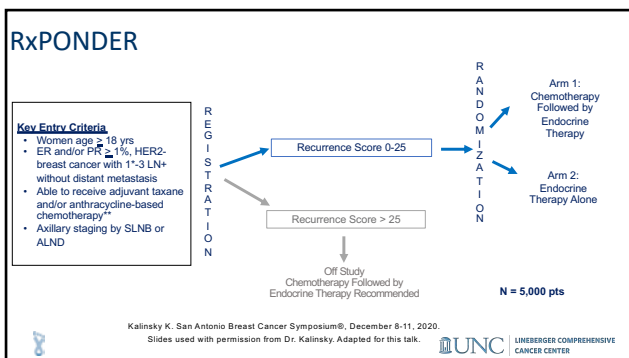 RxPONDER
Key Entry Criteria
• Women age ≥ 18 yrs
• ER and/or PR ≥ 1%, HER2-
breast cancer with 1*-3 LN+
without distant metastasis
• Able to receive adjuvant taxane
and/or anthracycline-based
chemotherapy**
• Axillary staging by SLNB or
ALND
REGISTRATION
Recurrence Score 0-25
Recurrence Score > 25
Off Study
Chemotherapy Followed by
Endocrine Therapy Recommended
RANDOMIZATION
Arm 1:
Chemotherapy
Followed by
Endocrine
Therapy
Arm 2:
Endocrine
Therapy Alone
N = 5,000 pts
Kalinsky K. San Antonio Breast Cancer Symposium®, December 8-11, 2020.
Slides used with permission from Dr. Kalinsky. Adapted for this talk.
UNC
LINEBERGER COMPREHENSIVE
CANCER CENTER